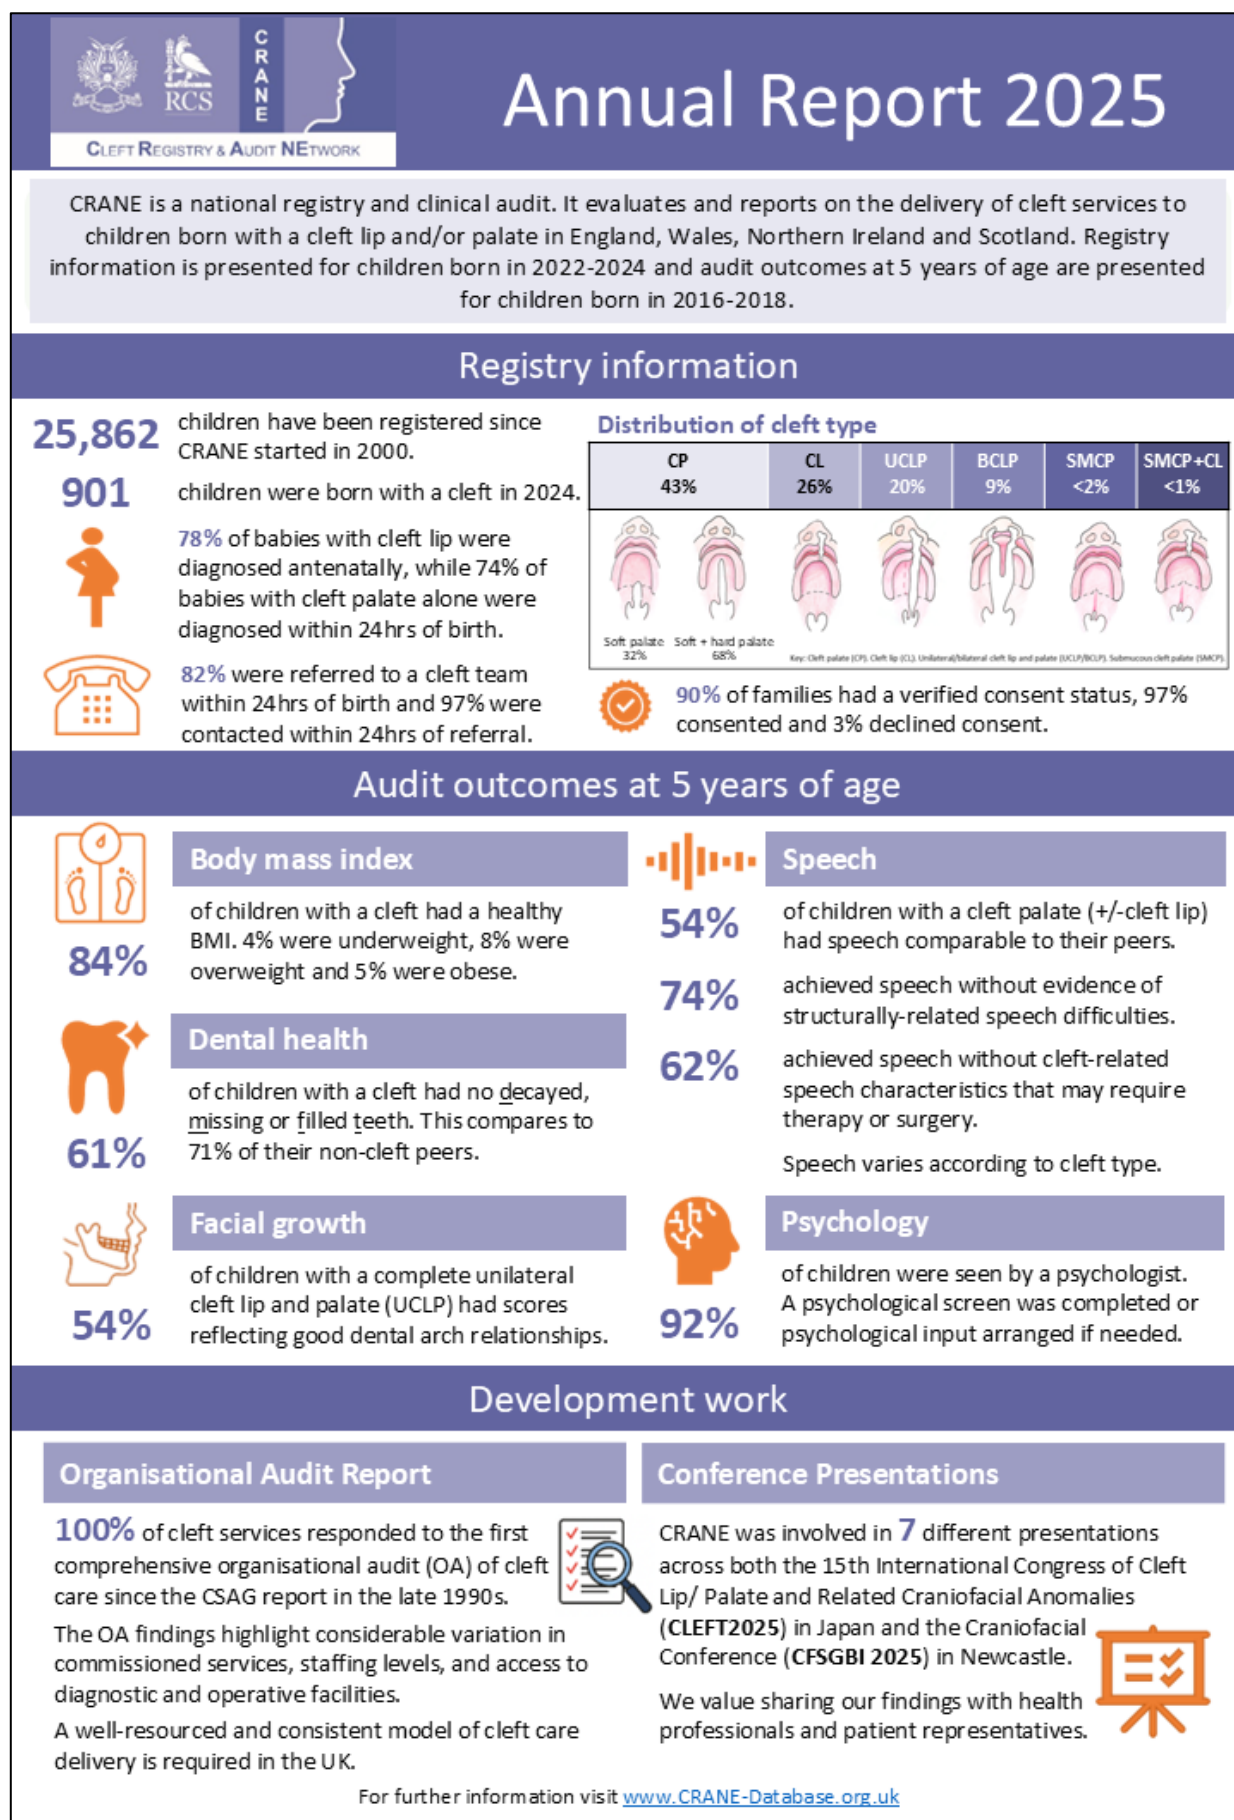 CRANE
RCS
CLEFT REGISTRY & AUDIT NETWORK
Annual Report 2025
CRANE is a national registry and clinical audit. It evaluates and reports on the delivery of cleft services to
children born with a cleft lip and/or palate in England, Wales, Northern Ireland and Scotland. Registry
information is presented for children born in 2022-2024 and audit outcomes at 5 years of age are presented
for children born in 2016-2018.
Registry information
25,862
children have been registered since
CRANE started in 2000.
901
children were born with a cleft in 2024.
78% of babies with cleft lip were
diagnosed antenatally, while 74% of
babies with cleft palate alone were
diagnosed within 24hrs of birth.
82% were referred to a cleft team
within 24hrs of birth and 97% were
contacted within 24hrs of referral.
Distribution of cleft type
CP CL UCLP BCLP SMCP SMCP+CL
43% 26% 20% 9% <2% <1%
Soft palate Soft + hard palate
32% 68%
Key: Cleft palate (CP). Cleft lip (CL). Unilateral/bilateral cleft lip and palate (UCLP/BCLP). Submucous cleft palate (SMCP).
90% of families had a verified consent status, 97%
consented and 3% declined consent.
Audit outcomes at 5 years of age
Body mass index
84%
of children with a cleft had a healthy
BMI. 4% were underweight, 8% were
overweight and 5% were obese.
Dental health
61%
of children with a cleft had no decayed,
missing or filled teeth. This compares to
71% of their non-cleft peers.
Facial growth
54%
of children with a complete unilateral
cleft lip and palate (UCLP) had scores
reflecting good dental arch relationships.
Speech
54%
of children with a cleft palate (+/-cleft lip)
had speech comparable to their peers.
74%
achieved speech without evidence of
structurally-related speech difficulties.
62%
achieved speech without cleft-related
speech characteristics that may require
therapy or surgery.
Speech varies according to cleft type.
Psychology
92%
of children were seen by a psychologist.
A psychological screen was completed or
psychological input arranged if needed.
Development work
Organisational Audit Report
100% of cleft services responded to the first
comprehensive organisational audit (OA) of cleft
care since the CSAG report in the late 1990s.
The OA findings highlight considerable variation in
commissioned services, staffing levels, and access to
diagnostic and operative facilities.
A well-resourced and consistent model of cleft care
delivery is required in the UK.
Conference Presentations
CRANE was involved in 7 different presentations
across both the 15th International Congress of Cleft
Lip/ Palate and Related Craniofacial Anomalies
(CLEFT2025) in Japan and the Craniofacial
Conference (CFSGBI 2025) in Newcastle.
We value sharing our findings with health
professionals and patient representatives.
For further information visit www.CRANE-Database.org.uk